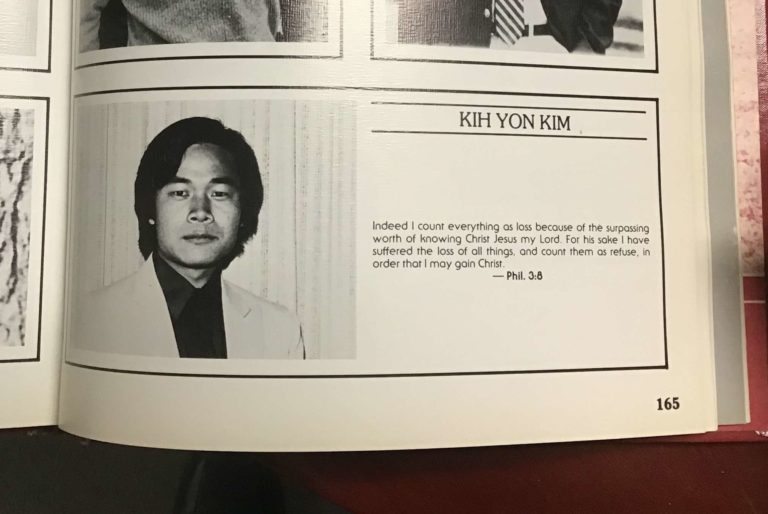 KIH YON KIM
Indeed I count everything as loss because of the surpassing
worth of knowing Christ Jesus my Lord. For his sake I have
suffered the loss of all things, and count them as refuse, in
order that I may gain Christ.
— Phil. 3:8
165